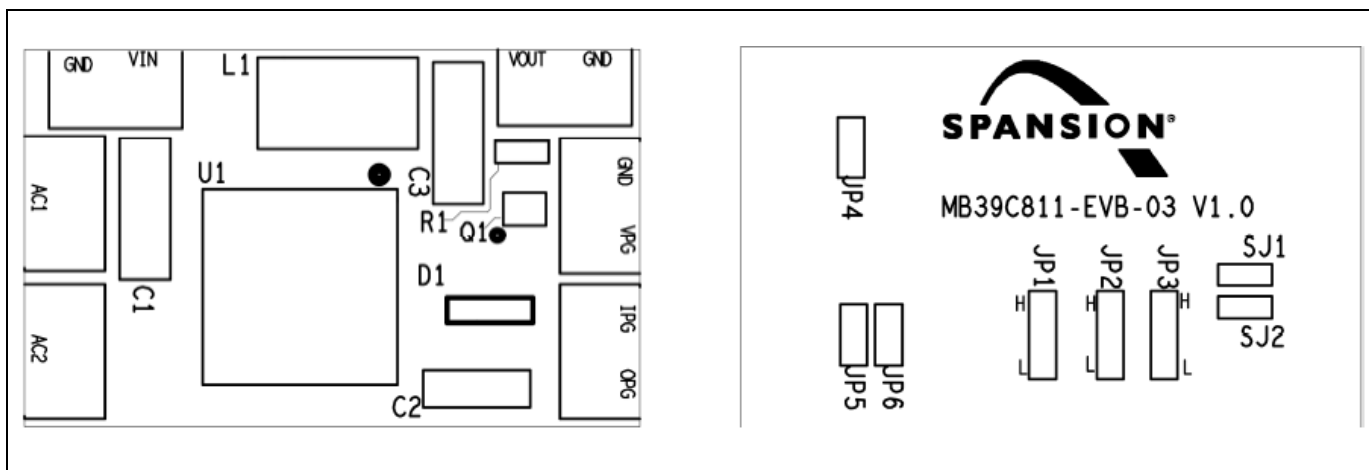 GND VIN
L1
VOUT GND
AC1
U1
C3
R1
Q1
GND
VPG
C1
D1
AC2
IPG
OPG
C2
SPANSION®
JP4
MB39C811-EVB-03 V1.0
JP1 JP2 JP3
SJ1
H H H
SJ2
L L L
JP5 JP6